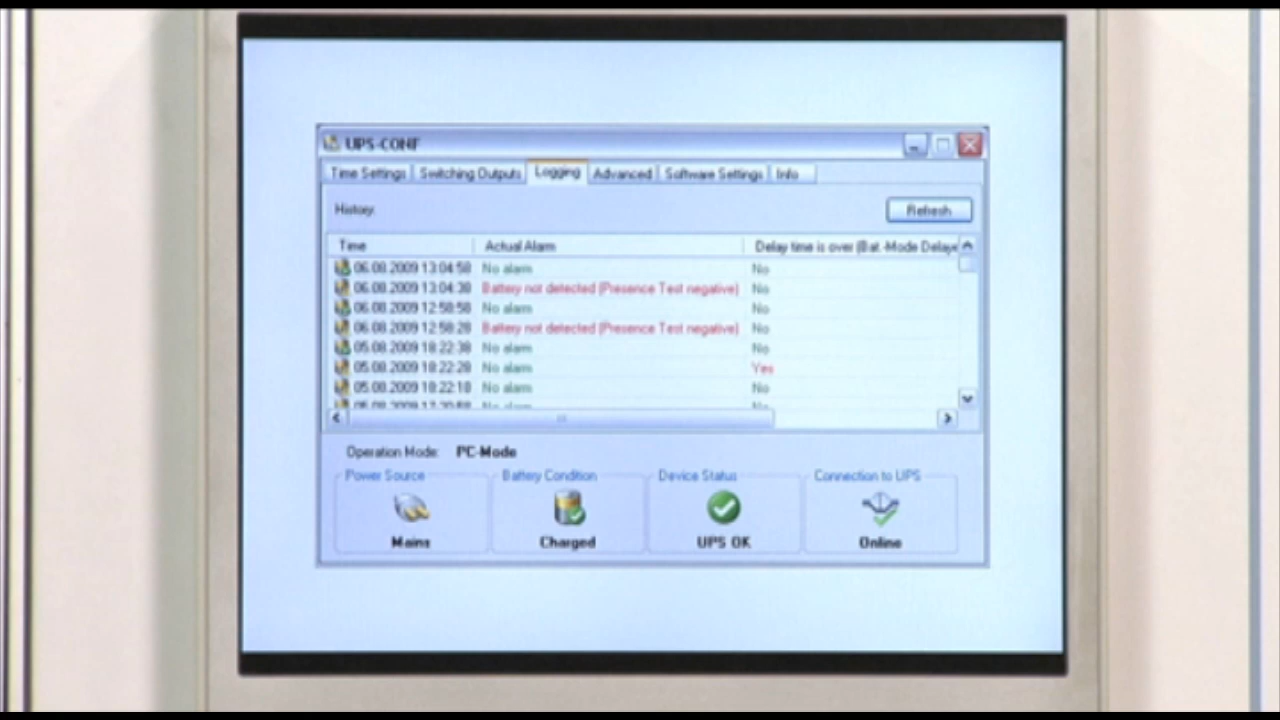 UPS-CONF
Time Settings Switching Outputs Logging Advanced Software Settings Info
History: Refresh
Time Actual Alarm Delay time is over (Bat.-Mode Delaye
06.08.2009 13:04:58 No alarm No
06.08.2009 13:04:38 Battery not detected (Presence Test negative) No
06.08.2009 12:58:58 No alarm No
06.08.2009 12:58:28 Battery not detected (Presence Test negative) No
05.08.2009 18:22:38 No alarm No
05.08.2009 18:22:28 No alarm Yes
05.08.2009 18:22:18 No alarm No
No alarm No
Operation Mode: PC-Mode
Power Source Battery Condition Device Status Connection to UPS
Mains Charged UPS OK Online